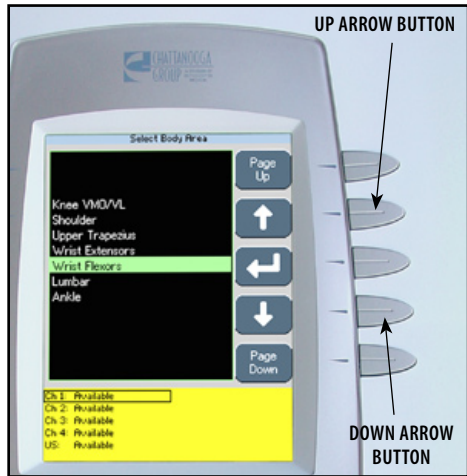 UP ARROW BUTTON
CHATTANOOGA
GROUP
Select Body Area
Page
Up
Knee VMO/VL
Shoulder
Upper Trapezius
Wrist Extensors
Wrist Flexors
Lumbar
Ankle
Page
Down
Ch 1: Available
Ch 2: Available
Ch 3: Available
Ch 4: Available
US: Available
DOWN ARROW
BUTTON